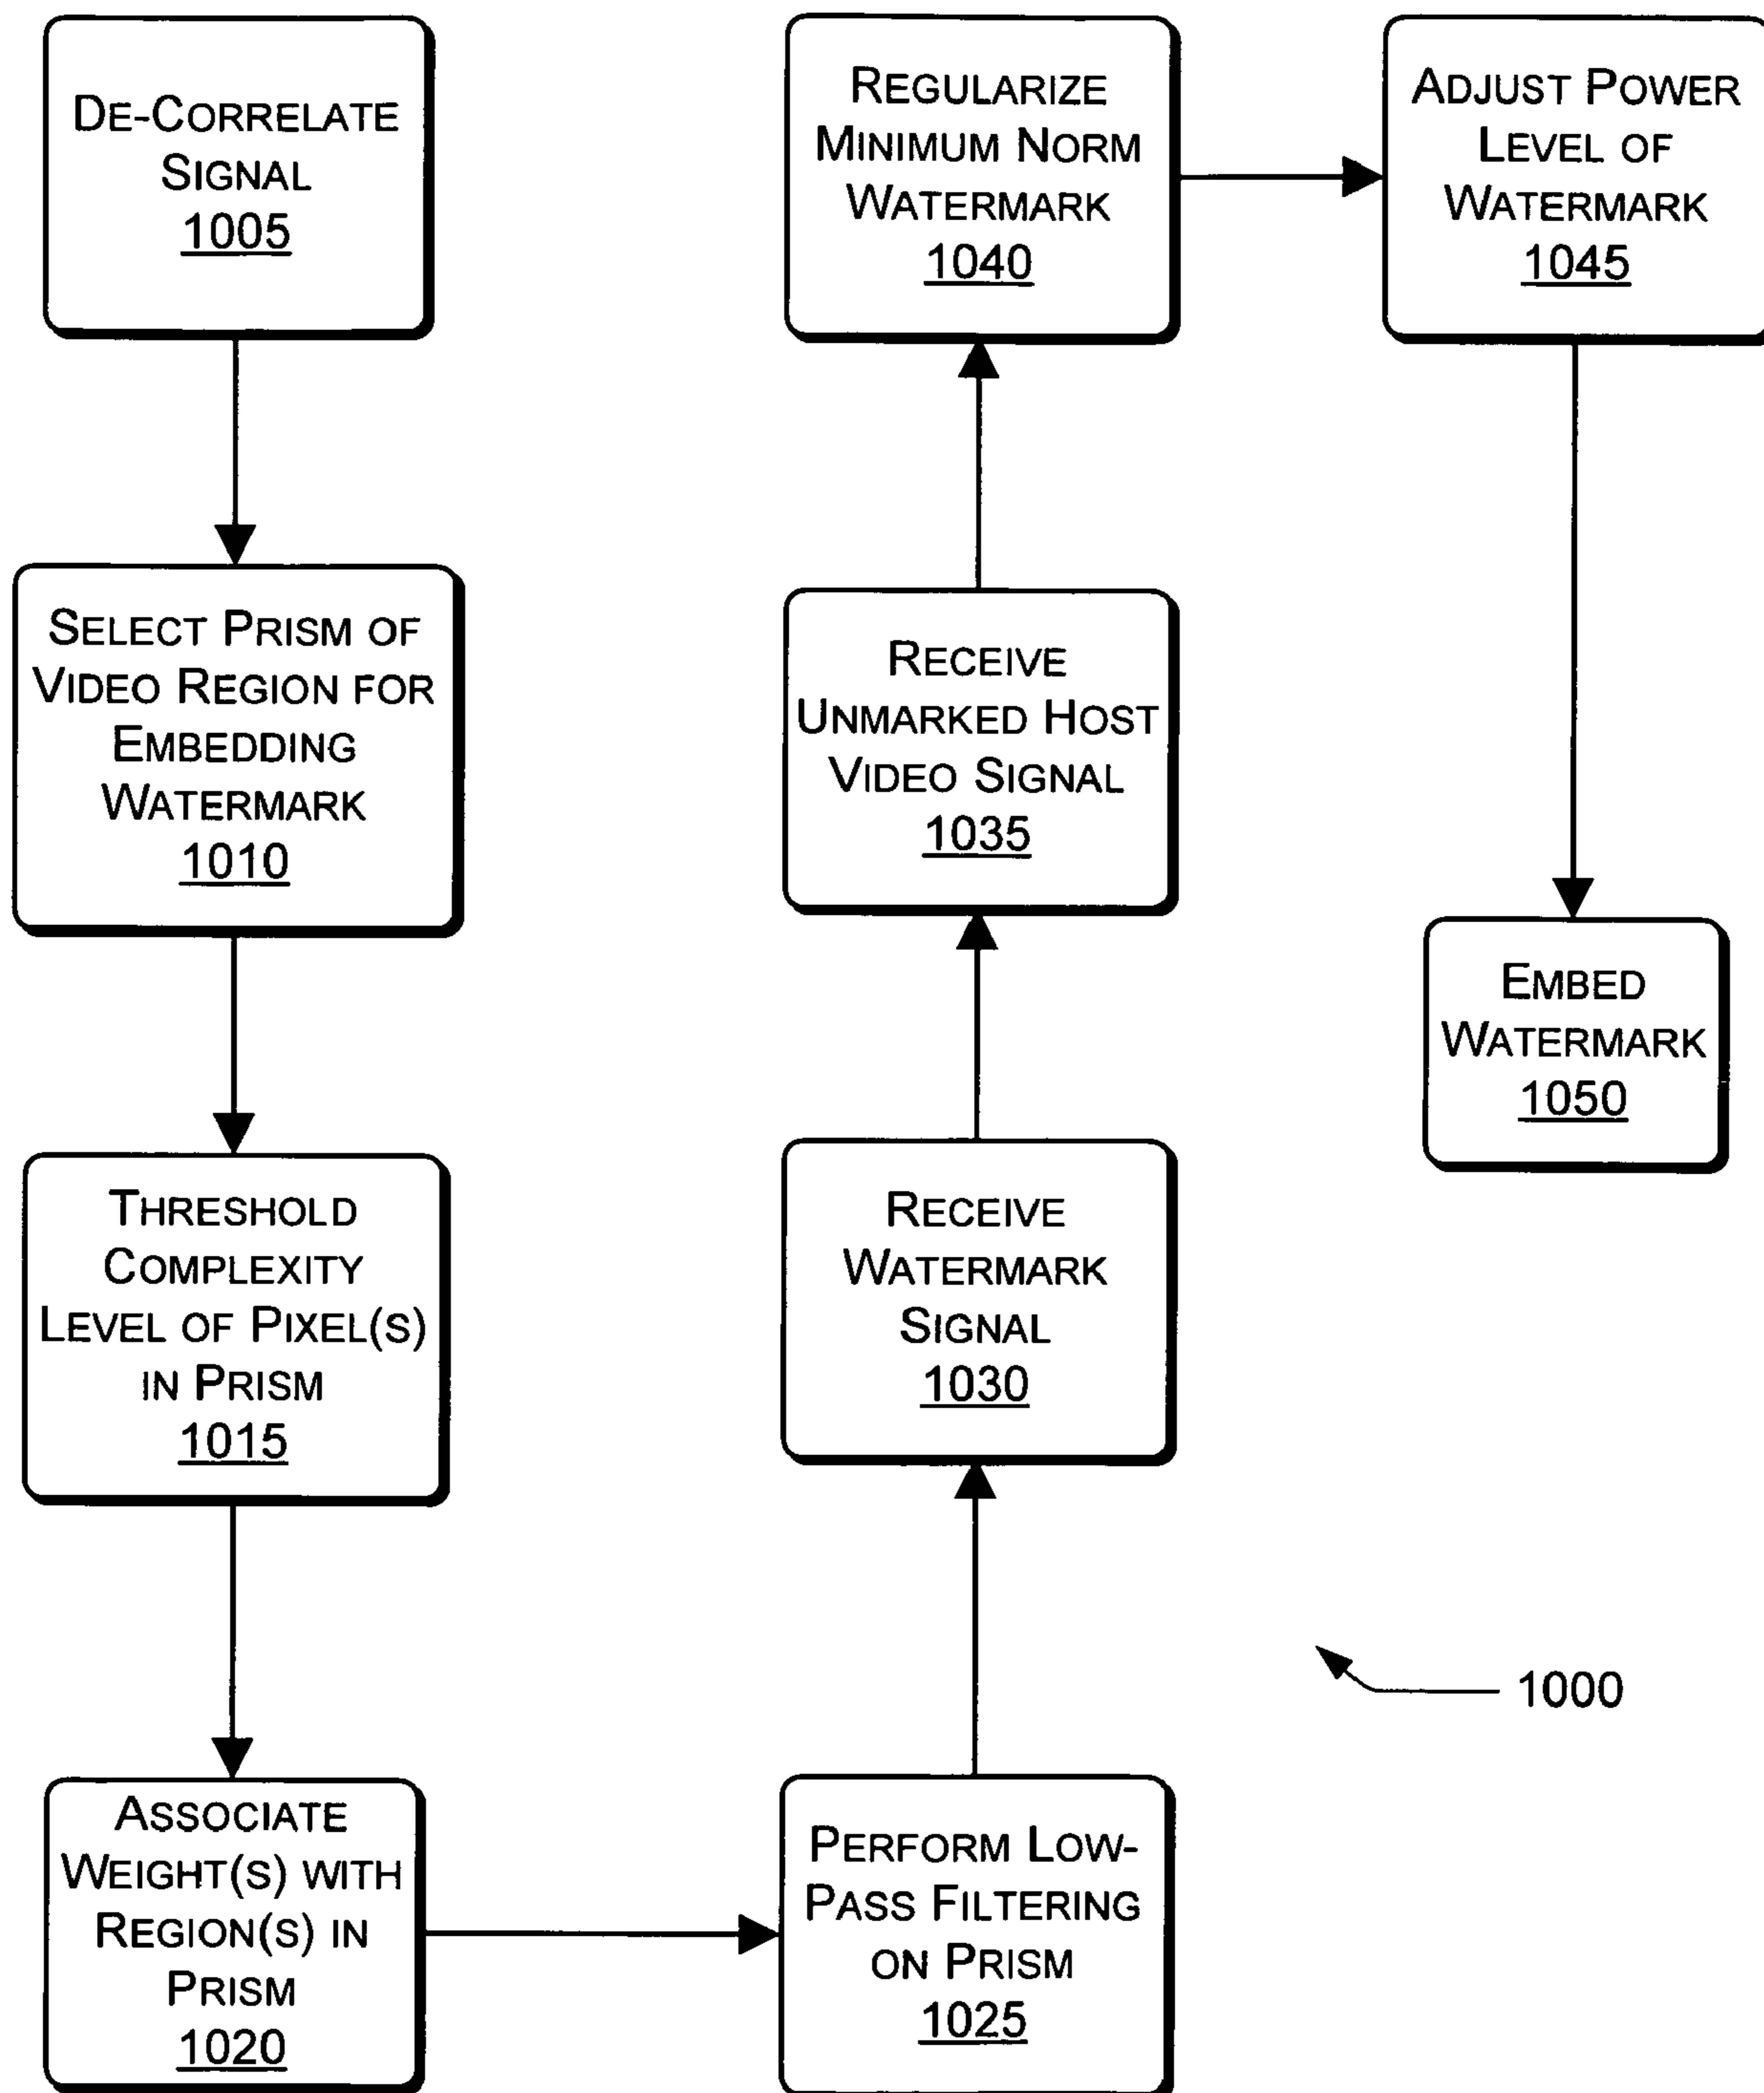 DE-CORRELATE
SIGNAL
1005
SELECT PRISM OF
VIDEO REGION FOR
EMBEDDING
WATERMARK
1010
THRESHOLD
COMPLEXITY
LEVEL OF PIXEL(S)
IN PRISM
1015
ASSOCIATE
WEIGHT(S) WITH
REGION(S) IN
PRISM
1020
PERFORM LOW-
PASS FILTERING
ON PRISM
1025
RECEIVE
WATERMARK
SIGNAL
1030
RECEIVE
UNMARKED HOST
VIDEO SIGNAL
1035
REGULARIZE
MINIMUM NORM
WATERMARK
1040
ADJUST POWER
LEVEL OF
WATERMARK
1045
EMBED
WATERMARK
1050
1000